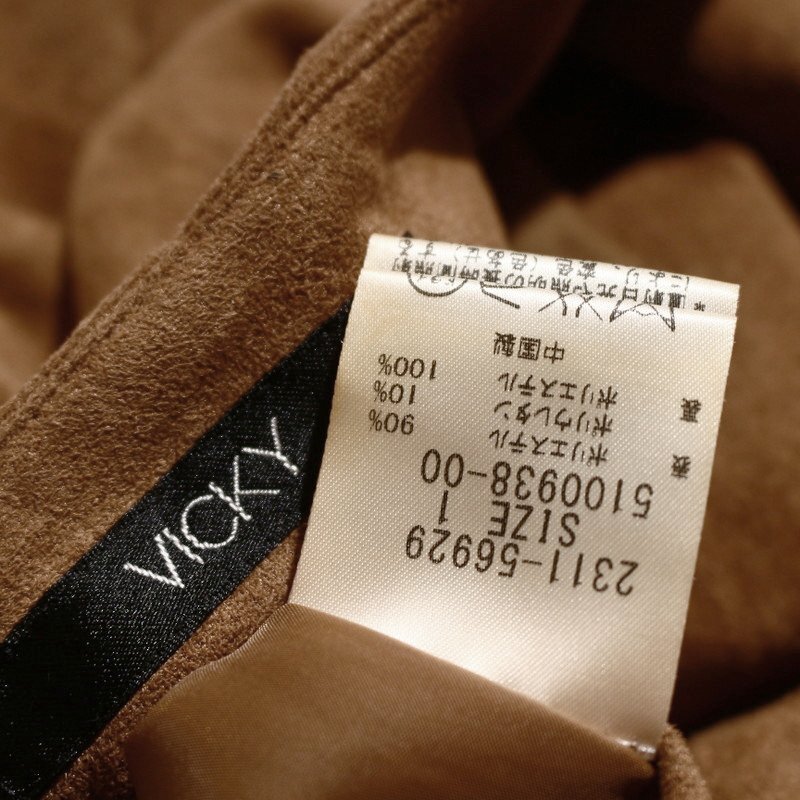 VICKY
2311-56929
SIZE 1
5100938-00
表 ポリエステル 90%
ポリウレタン 10%
裏 ポリエステル 100%
中国製